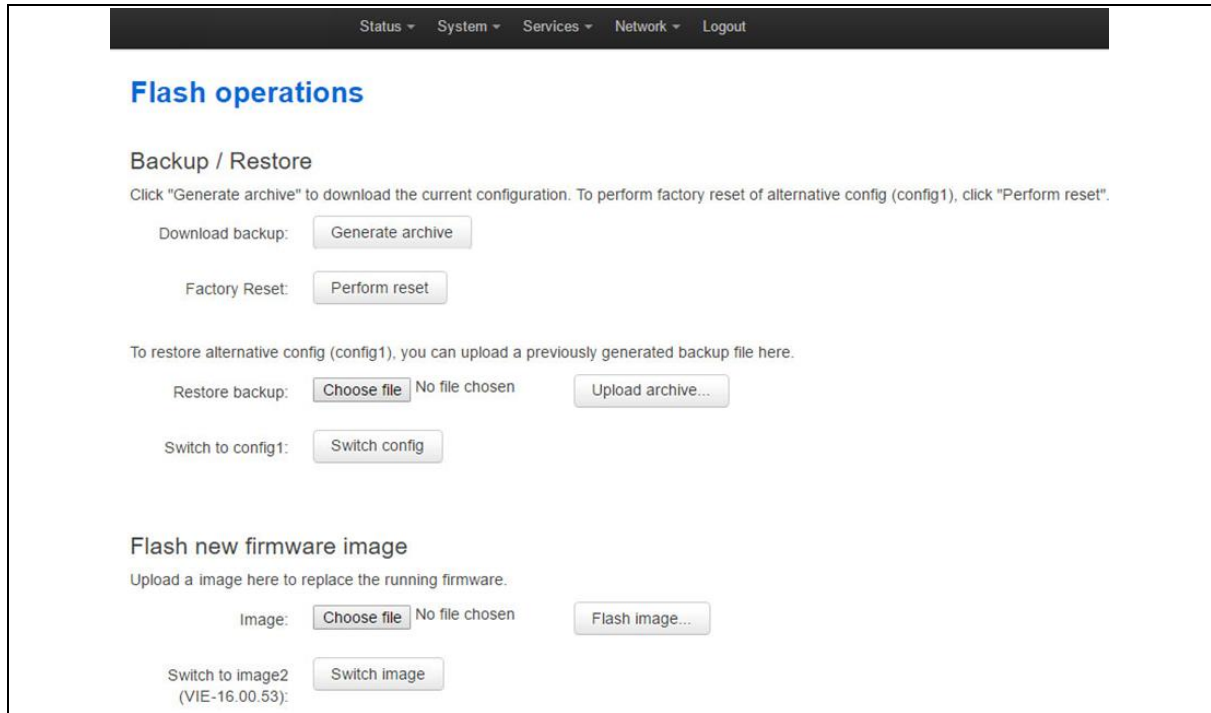 Status System Services Network Logout
Flash operations
Backup / Restore
Click "Generate archive" to download the current configuration. To perform factory reset of alternative config (config1), click "Perform reset".
Download backup: Generate archive
Factory Reset: Perform reset
To restore alternative config (config1), you can upload a previously generated backup file here.
Restore backup: Choose file No file chosen Upload archive...
Switch to config1: Switch config
Flash new firmware image
Upload a image here to replace the running firmware.
Image: Choose file No file chosen Flash image...
Switch to image2 Switch image
(VIE-16.00.53):